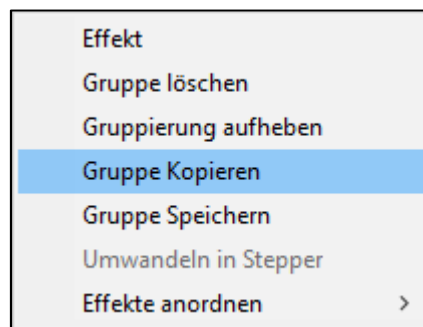 Effekt
Gruppe löschen
Gruppierung aufheben
Gruppe Kopieren
Gruppe Speichern
Umwandeln in Stepper
Effekte anordnen